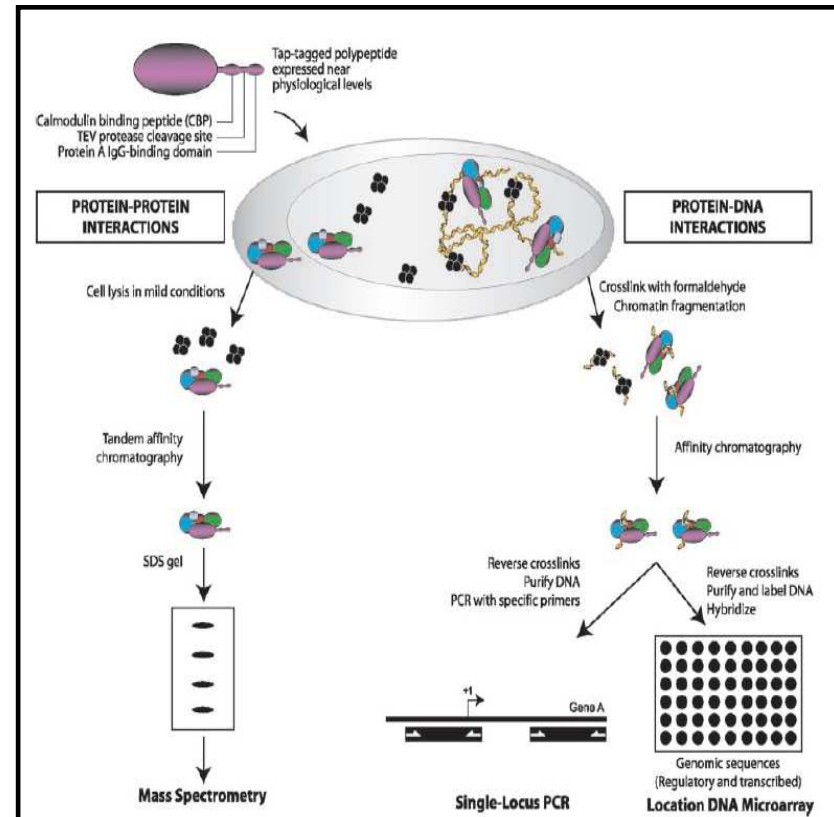 Tap-tagged polypeptide
expressed near
physiological levels
Calmodulin binding peptide (CBP)
TEV protease cleavage site
Protein A IgG-binding domain
PROTEIN-PROTEIN
INTERACTIONS
PROTEIN-DNA
INTERACTIONS
Cell lysis in mild conditions
Crosslink with formaldehyde
Chromatin fragmentation
Tandem affinity
chromatography
Affinity chromatography
SDS gel
Reverse crosslinks
Purify DNA
PCR with specific primers
Reverse crosslinks
Purify and label DNA
Hybridize
+1
Gene A
Genomic sequences
(Regulatory and transcribed)
Mass Spectrometry
Single-Locus PCR
Location DNA Microarray